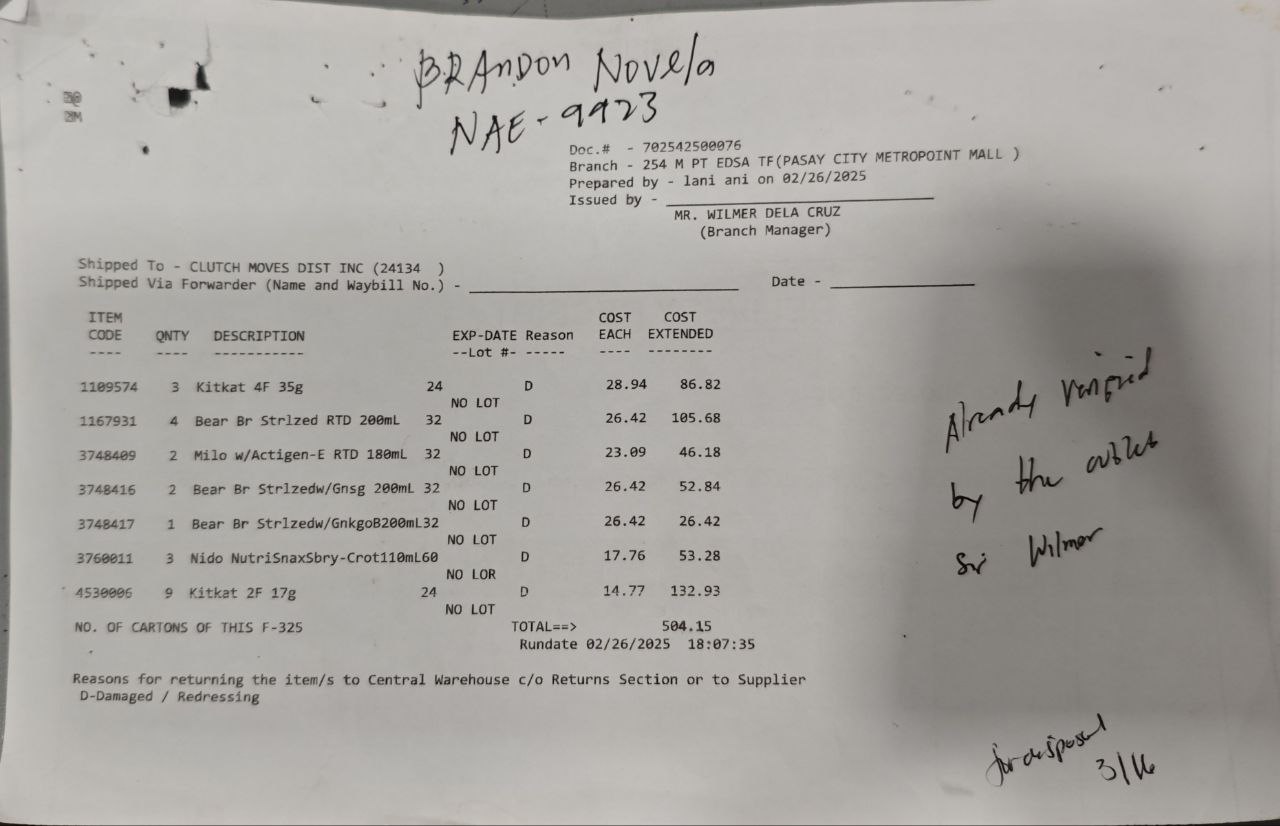 BRANDON Novela
NAE - 9923
Doc.# - 702542500076
Branch - 254 M PT EDSA TF(PASAY CITY METROPOINT MALL )
Prepared by - lani ani on 02/26/2025
Issued by -
MR. WILMER DELA CRUZ
(Branch Manager)
Shipped To - CLUTCH MOVES DIST INC (24134 )
Shipped Via Forwarder (Name and Waybill No.) - Date -
ITEM COST COST
CODE QNTY DESCRIPTION EXP-DATE Reason EACH EXTENDED
---- ---- ----------- --Lot #- ----- ---- --------
1109574 3 Kitkat 4F 35g 24 D 28.94 86.82
NO LOT
1167931 4 Bear Br Strlzed RTD 200mL 32 D 26.42 105.68
NO LOT
3748409 2 Milo w/Actigen-E RTD 180mL 32 D 23.09 46.18
NO LOT
3748416 2 Bear Br Strlzedw/Gnsg 200mL 32 D 26.42 52.84
NO LOT
3748417 1 Bear Br Strlzedw/GnkgoB200mL32 D 26.42 26.42
NO LOT
3760011 3 Nido NutriSnaxSbry-Crot110mL60 D 17.76 53.28
NO LOR
4530006 9 Kitkat 2F 17g 24 D 14.77 132.93
NO LOT
NO. OF CARTONS OF THIS F-325 TOTAL==> 504.15
Rundate 02/26/2025 18:07:35
Reasons for returning the item/s to Central Warehouse c/o Returns Section or to Supplier
D-Damaged / Redressing
Already verified
by the outlet
Sir Wilmer
for disposal
3/16